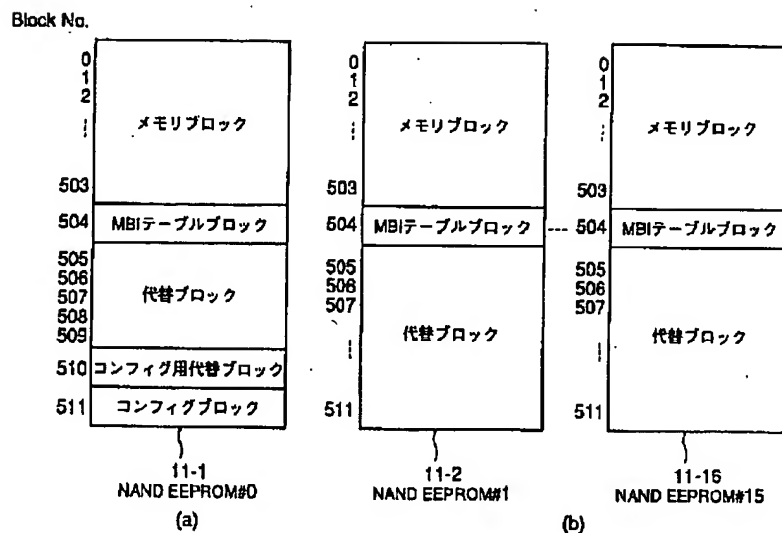 Block No.
0
1
2
503
504
505
506
507
508
509
510
511
メモリブロック
MBIテーブルブロック
代替ブロック
コンフィグ用代替ブロック
コンフィグブロック
11-1
NAND EEPROM#0
(a)
0
1
2
503
504
505
506
507
511
メモリブロック
MBIテーブルブロック
代替ブロック
11-2
NAND EEPROM#1
0
1
2
503
504
505
506
507
511
メモリブロック
MBIテーブルブロック
代替ブロック
11-16
NAND EEPROM#15
(b)